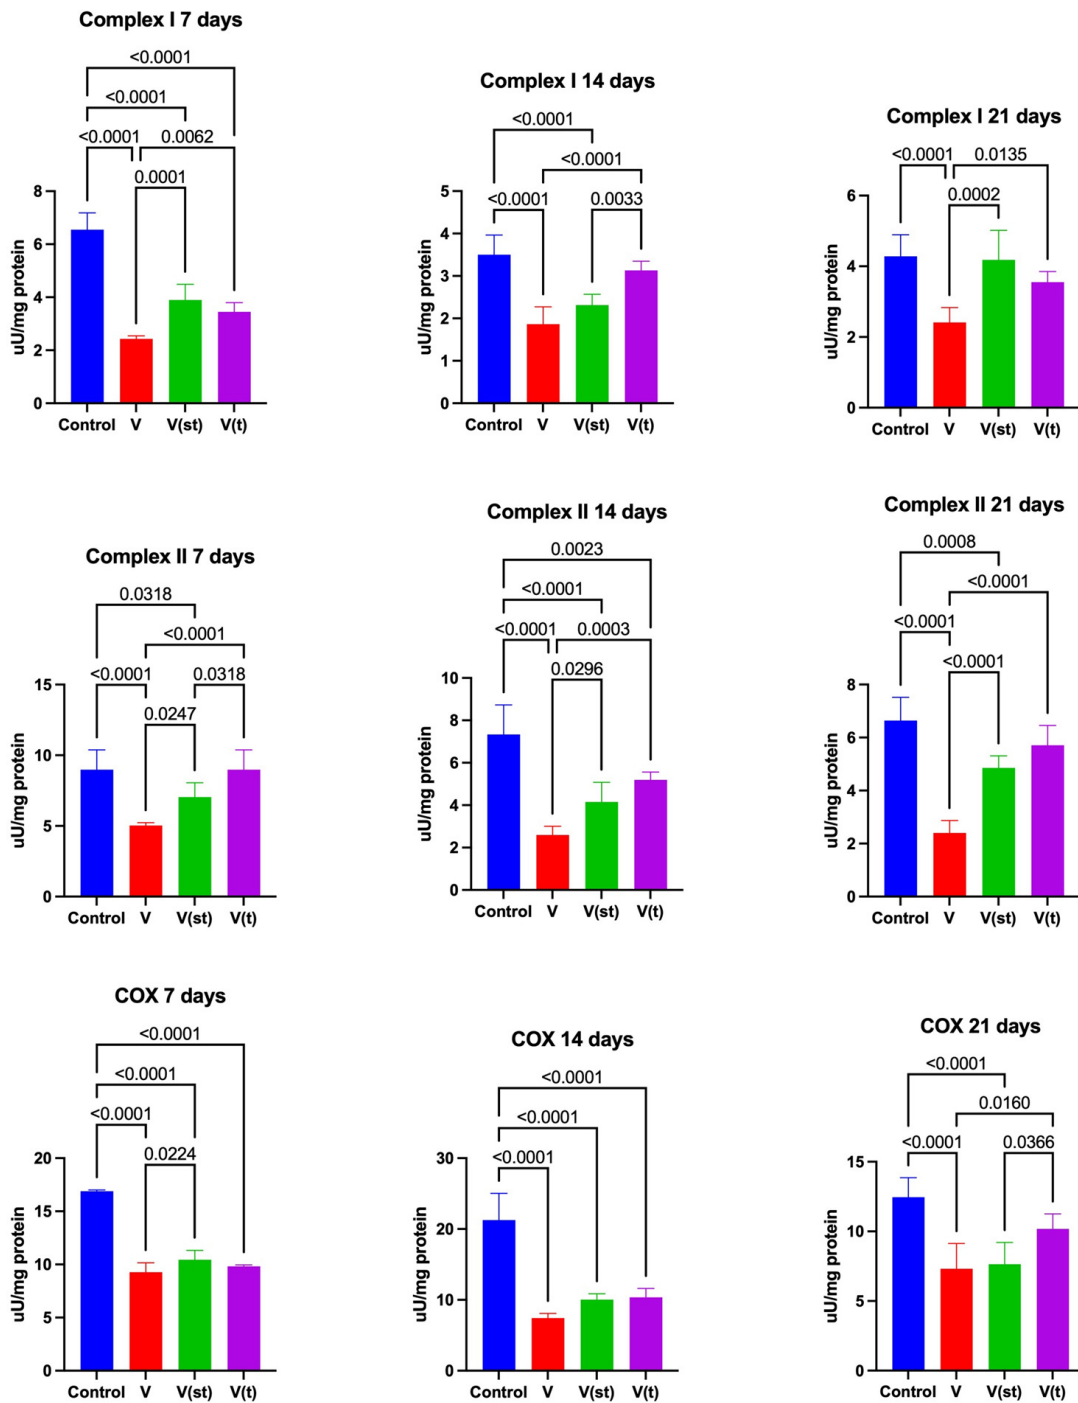 Complex I 7 days
<0.0001
<0.0001
<0.0001 0.0062
0.0001
uU/mg protein
8
6
4
2
0
Control V V(st) V(t)
Complex I 14 days
<0.0001
<0.0001
<0.0001 0.0033
uU/mg protein
5
4
3
2
1
0
Control V V(st) V(t)
Complex I 21 days
<0.0001 0.0135
0.0002
uU/mg protein
6
4
2
0
Control V V(st) V(t)
Complex II 7 days
0.0318
<0.0001
<0.0001 0.0318
0.0247
uU/mg protein
15
10
5
0
Control V V(st) V(t)
Complex II 14 days
0.0023
<0.0001
<0.0001 0.0003
0.0296
uU/mg protein
10
8
6
4
2
0
Control V V(st) V(t)
Complex II 21 days
0.0008
<0.0001
<0.0001
<0.0001
uU/mg protein
8
6
4
2
0
Control V V(st) V(t)
COX 7 days
<0.0001
<0.0001
<0.0001
0.0224
uU/mg protein
20
15
10
5
0
Control V V(st) V(t)
COX 14 days
<0.0001
<0.0001
<0.0001
uU/mg protein
30
20
10
0
Control V V(st) V(t)
COX 21 days
<0.0001
0.0160
<0.0001 0.0366
uU/mg protein
15
10
5
0
Control V V(st) V(t)